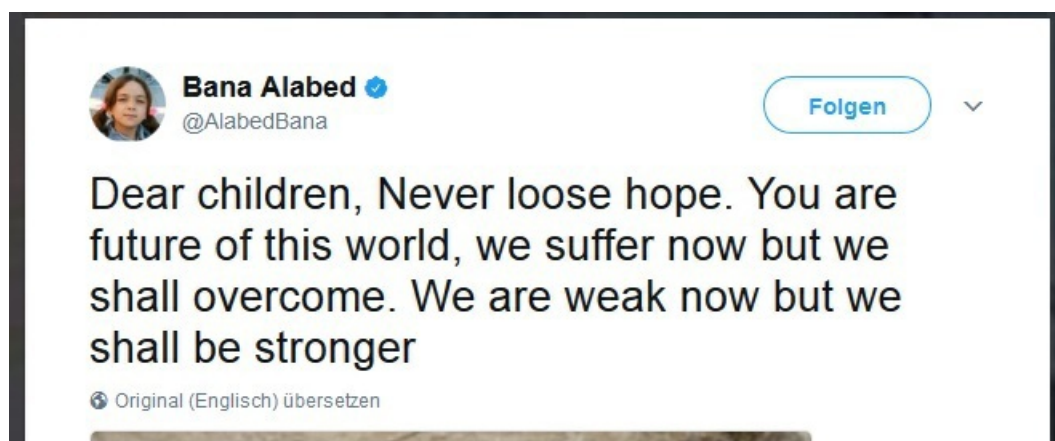 Bana Alabed
@AlabedBana
Folgen
Dear children, Never loose hope. You are
future of this world, we suffer now but we
shall overcome. We are weak now but we
shall be stronger
Original (Englisch) übersetzen